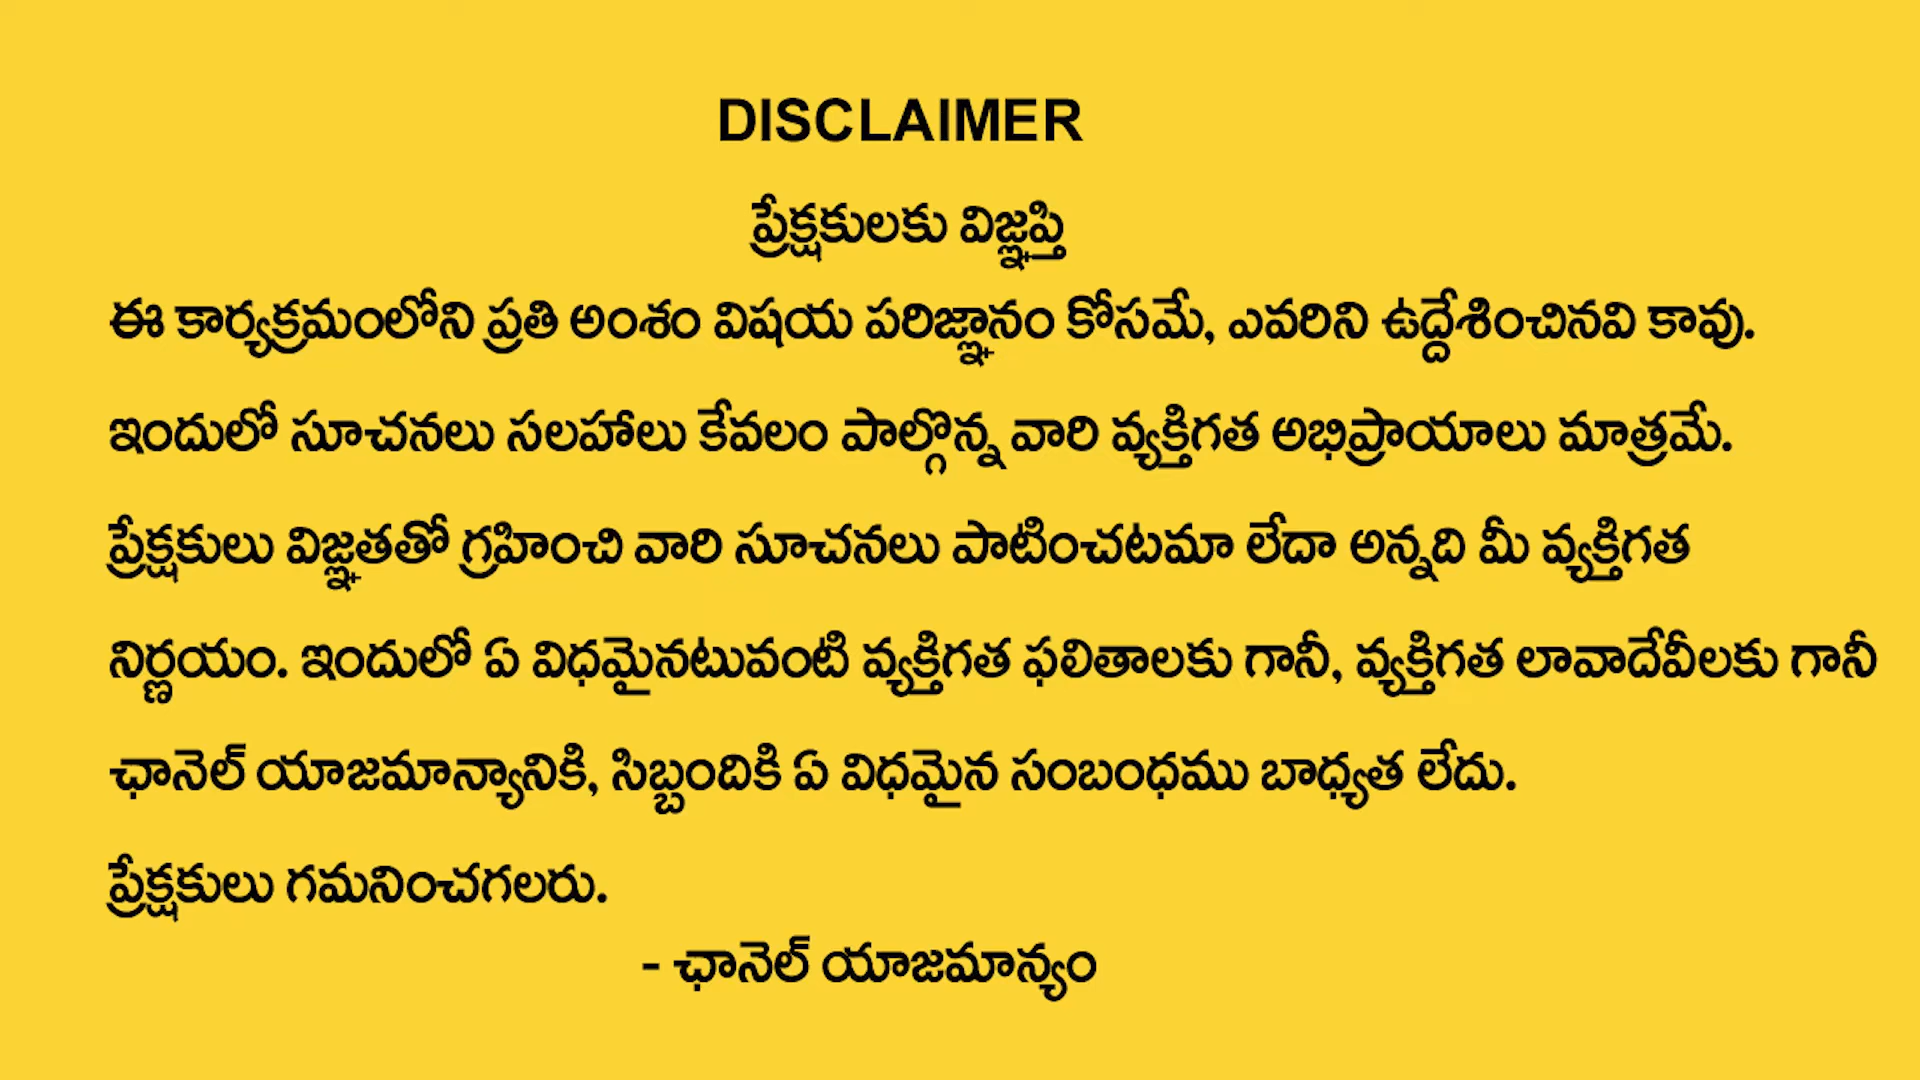 DISCLAIMER
ప్రేక్షకులకు విజ్ఞప్తి
ఈ కార్యక్రమంలోని ప్రతి అంశం విషయ పరిజ్ఞానం కోసమే, ఎవరిని ఉద్దేశించినవి కావు.
ఇందులో సూచనలు సలహాలు కేవలం పాల్గొన్న వారి వ్యక్తిగత అభిప్రాయాలు మాత్రమే.
ప్రేక్షకులు విజ్ఞతతో గ్రహించి వారి సూచనలు పాటించటమా లేదా అన్నది మీ వ్యక్తిగత
నిర్ణయం. ఇందులో ఏ విధమైనటువంటి వ్యక్తిగత ఫలితాలకు గానీ, వ్యక్తిగత లావాదేవీలకు గానీ
ఛానెల్ యాజమాన్యానికి, సిబ్బందికి ఏ విధమైన సంబంధము బాధ్యత లేదు.
ప్రేక్షకులు గమనించగలరు.
- ఛానెల్ యాజమాన్యం